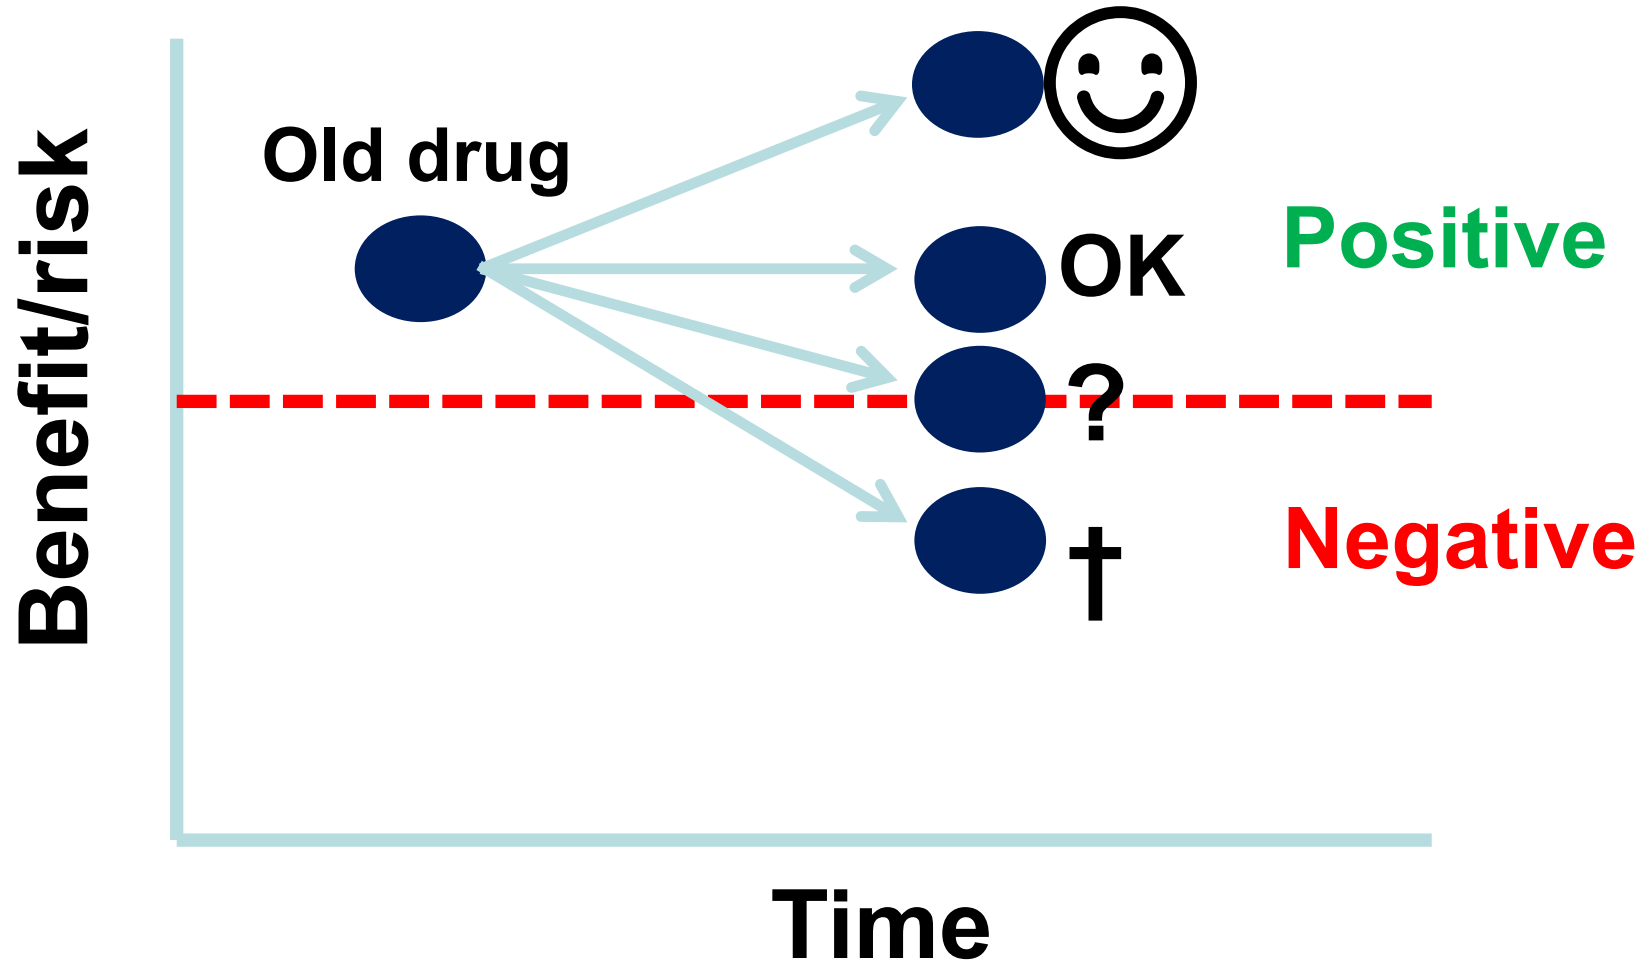 Old drug
OK
Positive
?
†
Negative
Benefit/risk
Time